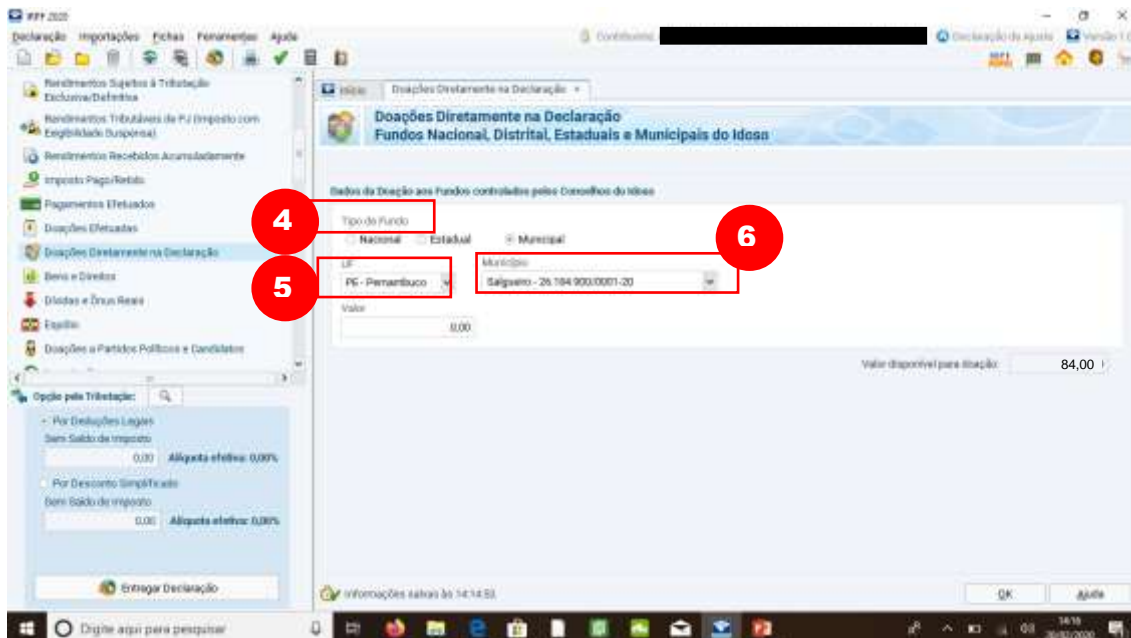 IRPF 2020
Declaração Importações Fichas Ferramentas Ajuda
Contribuinte
Declaração de Ajuste
Rendimentos Sujeitos à Tributação
Exclusiva/Definitiva
Rendimentos Tributáveis de PJ (Imposto com
Exigibilidade Suspensa)
Rendimentos Recebidos Acumuladamente
Imposto Pago/Retido
Pagamentos Efetuados
Doações Efetuadas
Doações Diretamente na Declaração
Bens e Direitos
Dívidas e Ônus Reais
Espólio
Doações a Partidos Políticos e Candidatos
Opção pela Tributação:
Por Deduções Legais
Sem Saldo de Imposto
0,00 Alíquota efetiva: 0,00%
Por Desconto Simplificado
Sem Saldo de Imposto
0,00 Alíquota efetiva: 0,00%
Entregar Declaração
Início Doações Diretamente na Declaração
Doações Diretamente na Declaração
Fundos Nacional, Distrital, Estaduais e Municipais do Idoso
Dados da Doação aos Fundos controlados pelos Conselhos do Idoso
4
Tipo de Fundo
Nacional Estadual Municipal
6
5
UF Município
PE - Pernambuco Salgueiro - 26.184.900/0001-20
Valor
0,00
Valor disponível para doação: 84,00
Informações salvas às 14:14:53.
OK Ajuda
Digite aqui para pesquisar
14:16